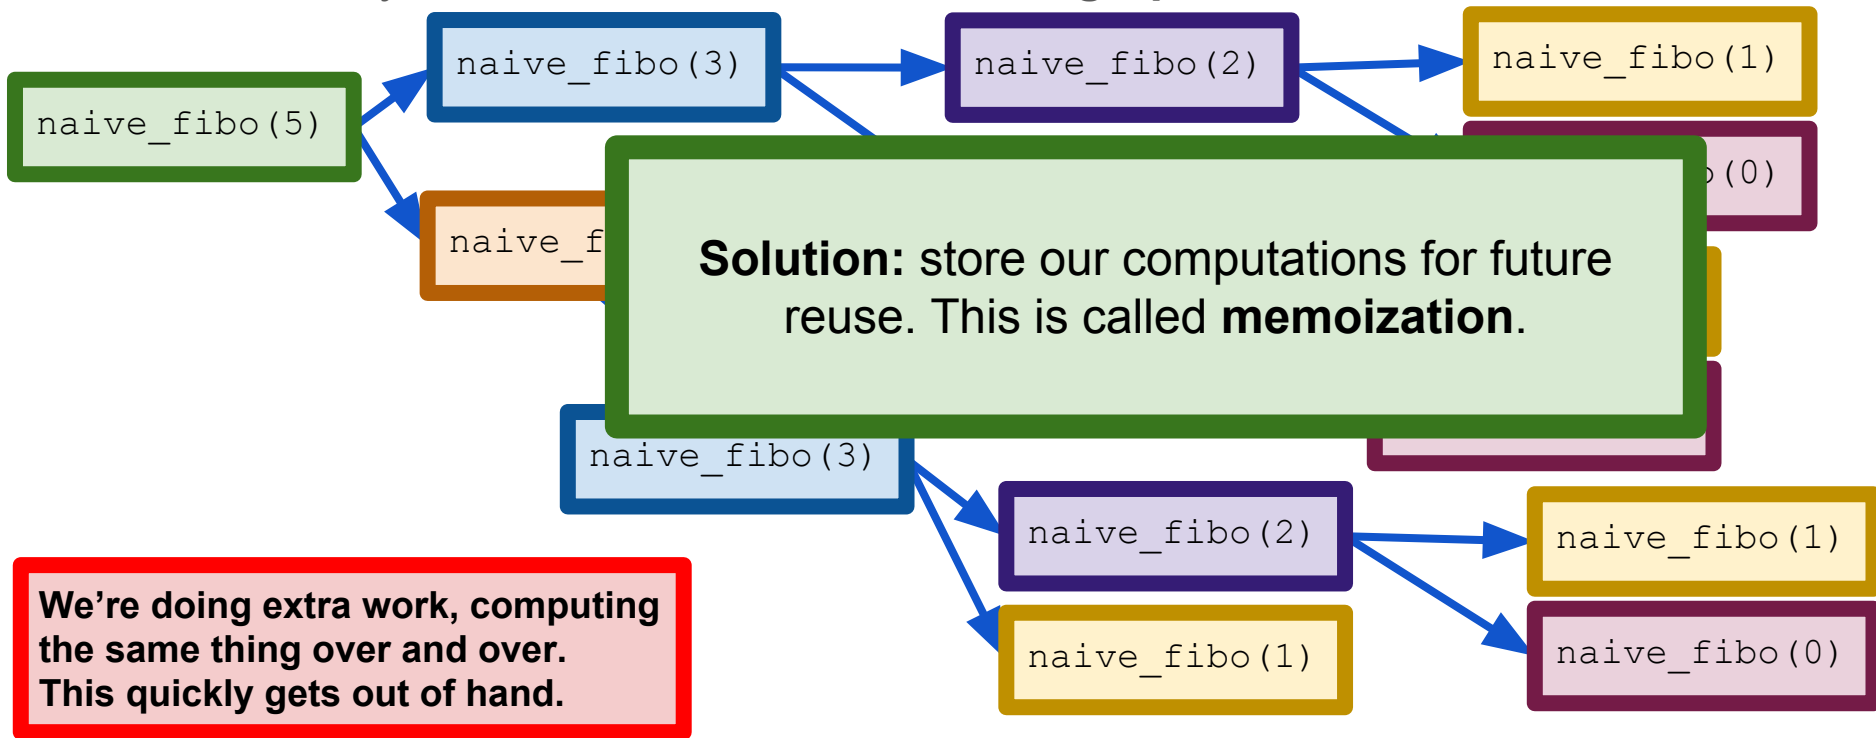 naive_fibo(3)
naive_fibo(2)
naive_fibo(1)
naive_fibo(5)
(0)
naive_f
Solution: store our computations for future
reuse. This is called memoization.
naive_fibo(3)
naive_fibo(2)
naive_fibo(1)
naive_fibo(1)
naive_fibo(0)
We’re doing extra work, computing
the same thing over and over.
This quickly gets out of hand.